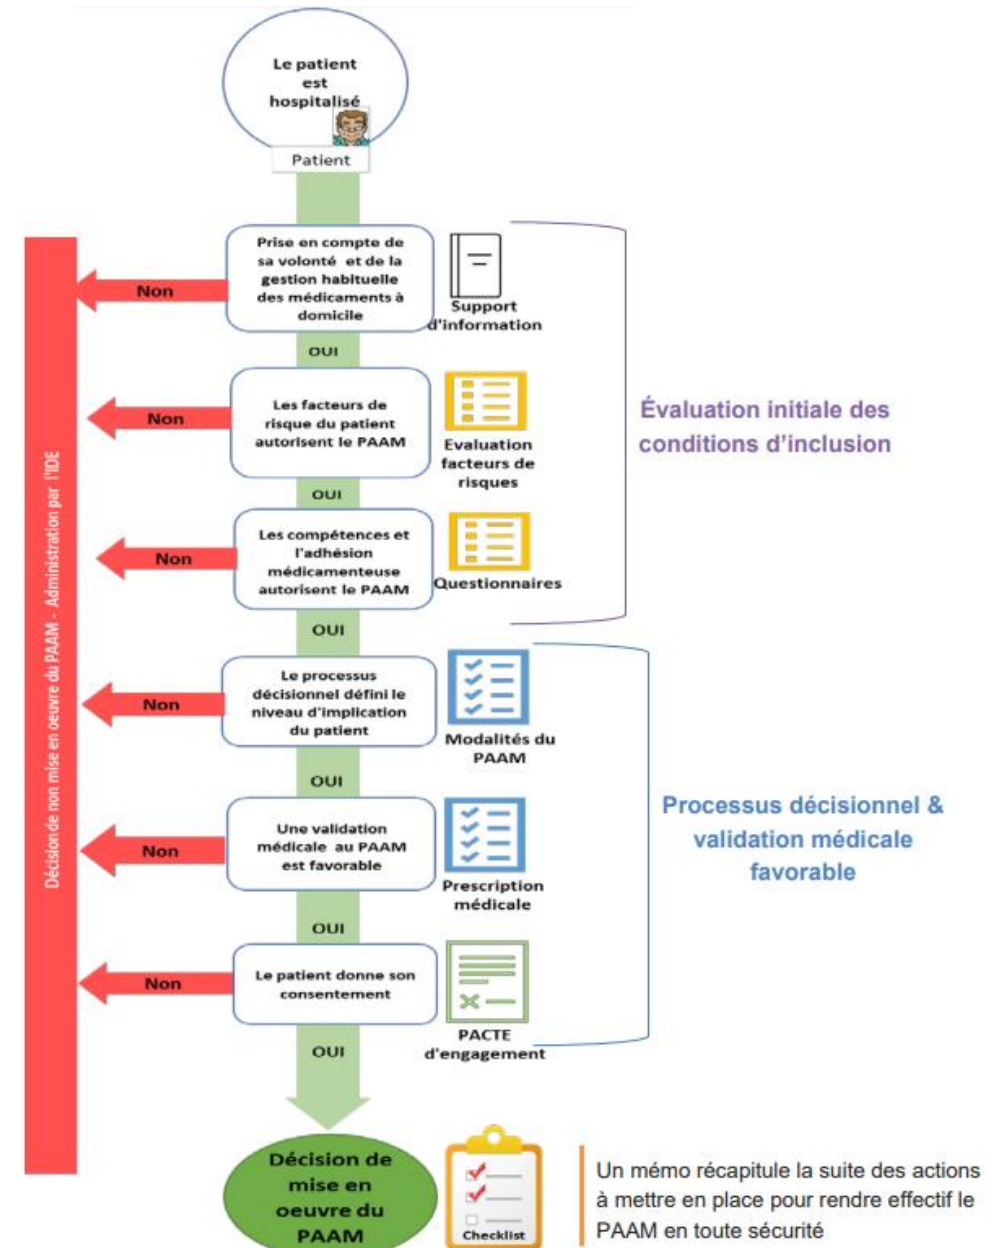 Le patient
est
hospitalisé
Patient
Prise en compte de
sa volonté et de la
gestion habituelle
des médicaments à
domicile
Non
Support
d'information
OUI
Les facteurs de
risque du patient
autorisent le PAAM
Non
Evaluation
facteurs de
risques
Évaluation initiale des
conditions d'inclusion
OUI
Les compétences et
l'adhésion
médicamenteuse
autorisent le PAAM
Non
Questionnaires
OUI
Le processus
décisionnel défini le
niveau d'implication
du patient
Non
Modalités du
PAAM
OUI
Une validation
médicale au PAAM
est favorable
Non
Prescription
médicale
Processus décisionnel &
validation médicale
favorable
OUI
Le patient donne son
consentement
Non
PACTE
d'engagement
OUI
Décision de non mise en oeuvre du PAAM - Administration par l'IDE
Décision de
mise en
oeuvre du
PAAM
Checklist
Un mémo récapitule la suite des actions
à mettre en place pour rendre effectif le
PAAM en toute sécurité